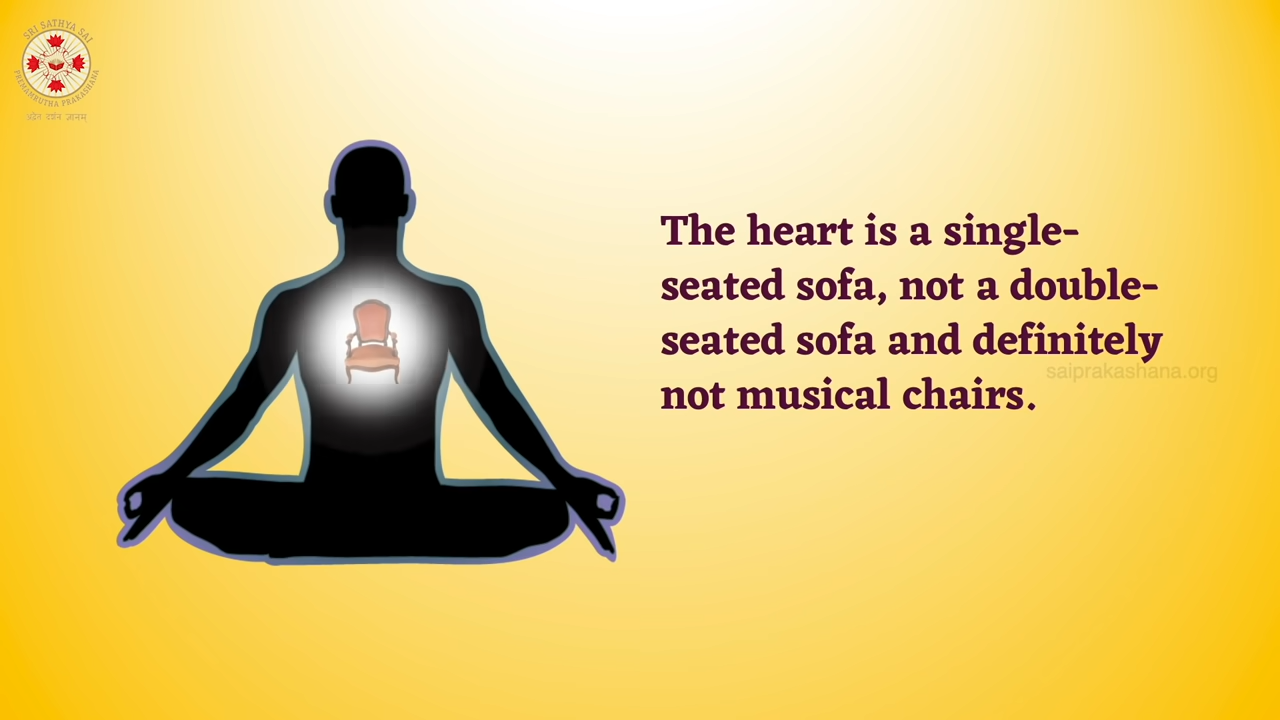 SRI SATHYA SAI
PREMAMRUTHA PRAKASHANA
The heart is a single-
seated sofa, not a double-
seated sofa and definitely
saiprakashana.org
not musical chairs.